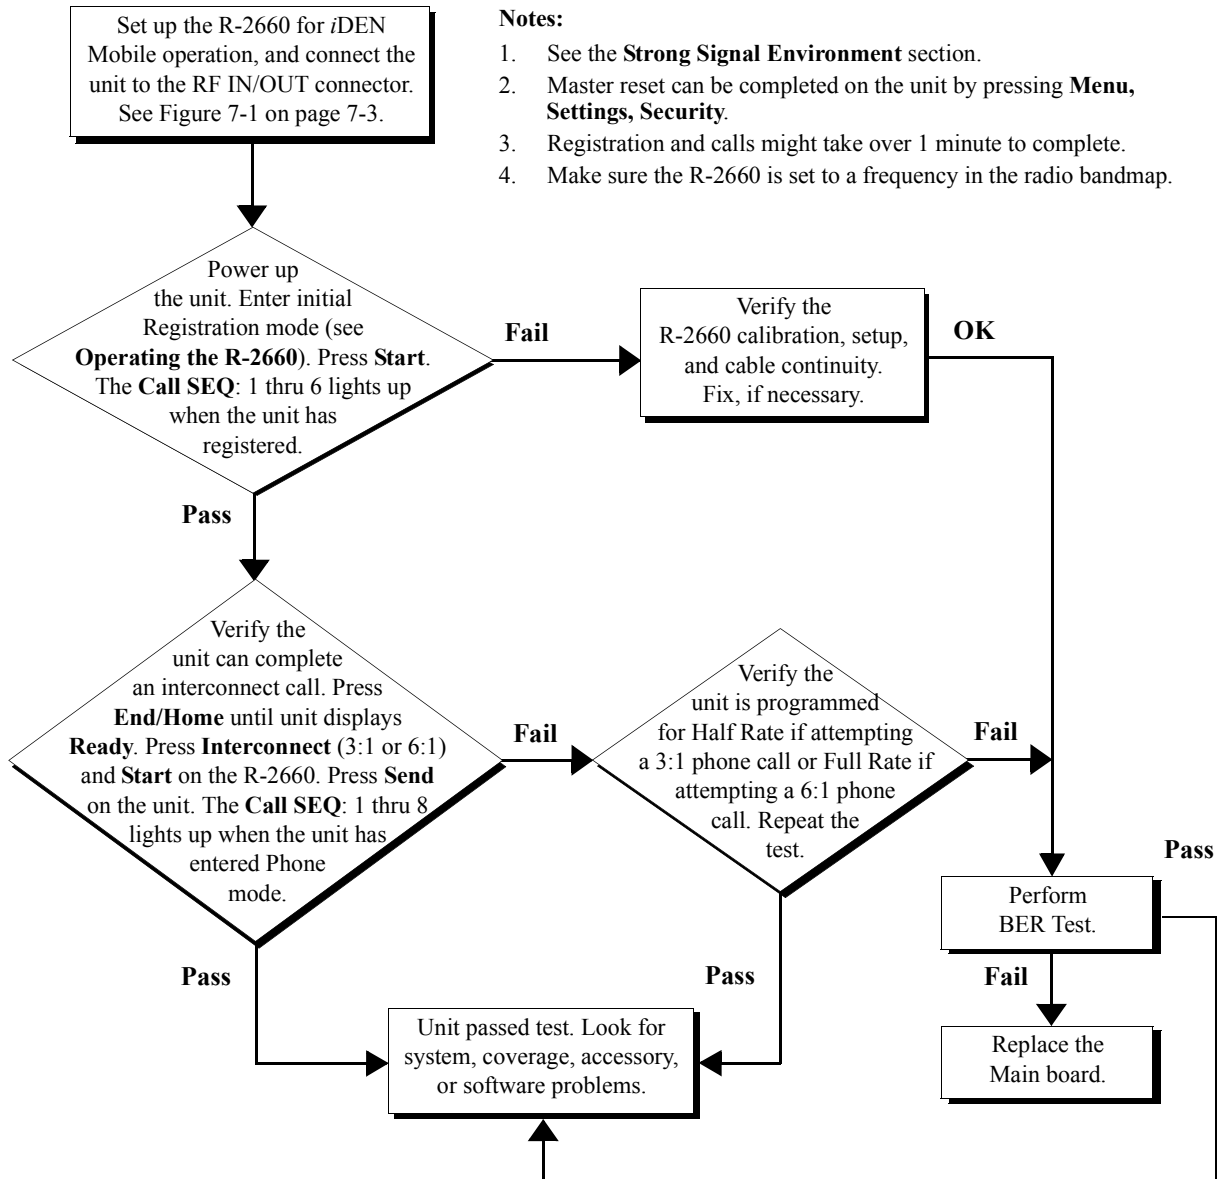 Set up the R-2660 for iDEN
Mobile operation, and connect the
unit to the RF IN/OUT connector.
See Figure 7-1 on page 7-3.
Notes:
1. See the Strong Signal Environment section.
2. Master reset can be completed on the unit by pressing Menu,
Settings, Security.
3. Registration and calls might take over 1 minute to complete.
4. Make sure the R-2660 is set to a frequency in the radio bandmap.
Power up
the unit. Enter initial
Registration mode (see
Operating the R-2660). Press Start.
The Call SEQ: 1 thru 6 lights up
when the unit has
registered.
Fail
Verify the
R-2660 calibration, setup,
and cable continuity.
Fix, if necessary.
OK
Pass
Verify the
unit can complete
an interconnect call. Press
End/Home until unit displays
Ready. Press Interconnect (3:1 or 6:1)
and Start on the R-2660. Press Send
on the unit. The Call SEQ: 1 thru 8
lights up when the unit has
entered Phone
mode.
Fail
Verify the
unit is programmed
for Half Rate if attempting
a 3:1 phone call or Full Rate if
attempting a 6:1 phone
call. Repeat the
test.
Fail
Pass
Perform
BER Test.
Pass
Pass
Fail
Unit passed test. Look for
system, coverage, accessory,
or software problems.
Replace the
Main board.